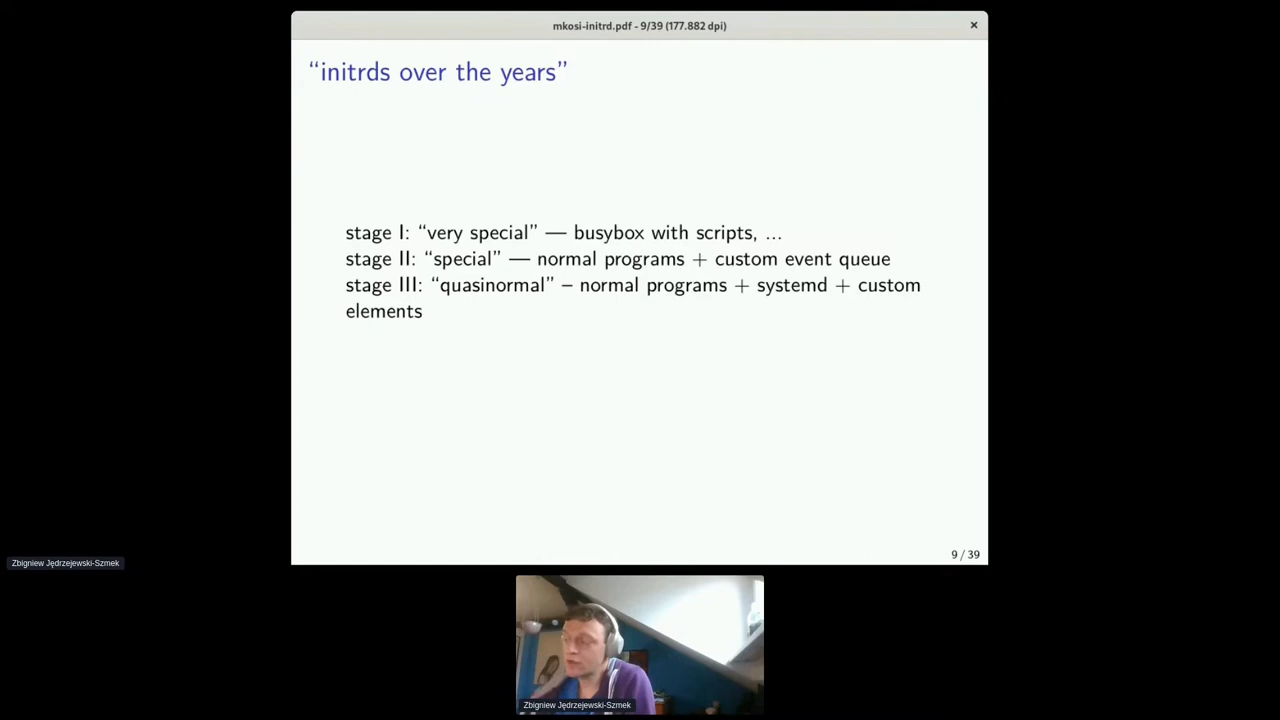 mkosi-initrd.pdf - 9/39 (177.882 dpi)
×
“initrds over the years”
stage I: “very special” — busybox with scripts, ...
stage II: “special” — normal programs + custom event queue
stage III: “quasinormal” – normal programs + systemd + custom
elements
9 / 39
Zbigniew Jędrzejewski-Szmek
Zbigniew Jędrzejewski-Szmek